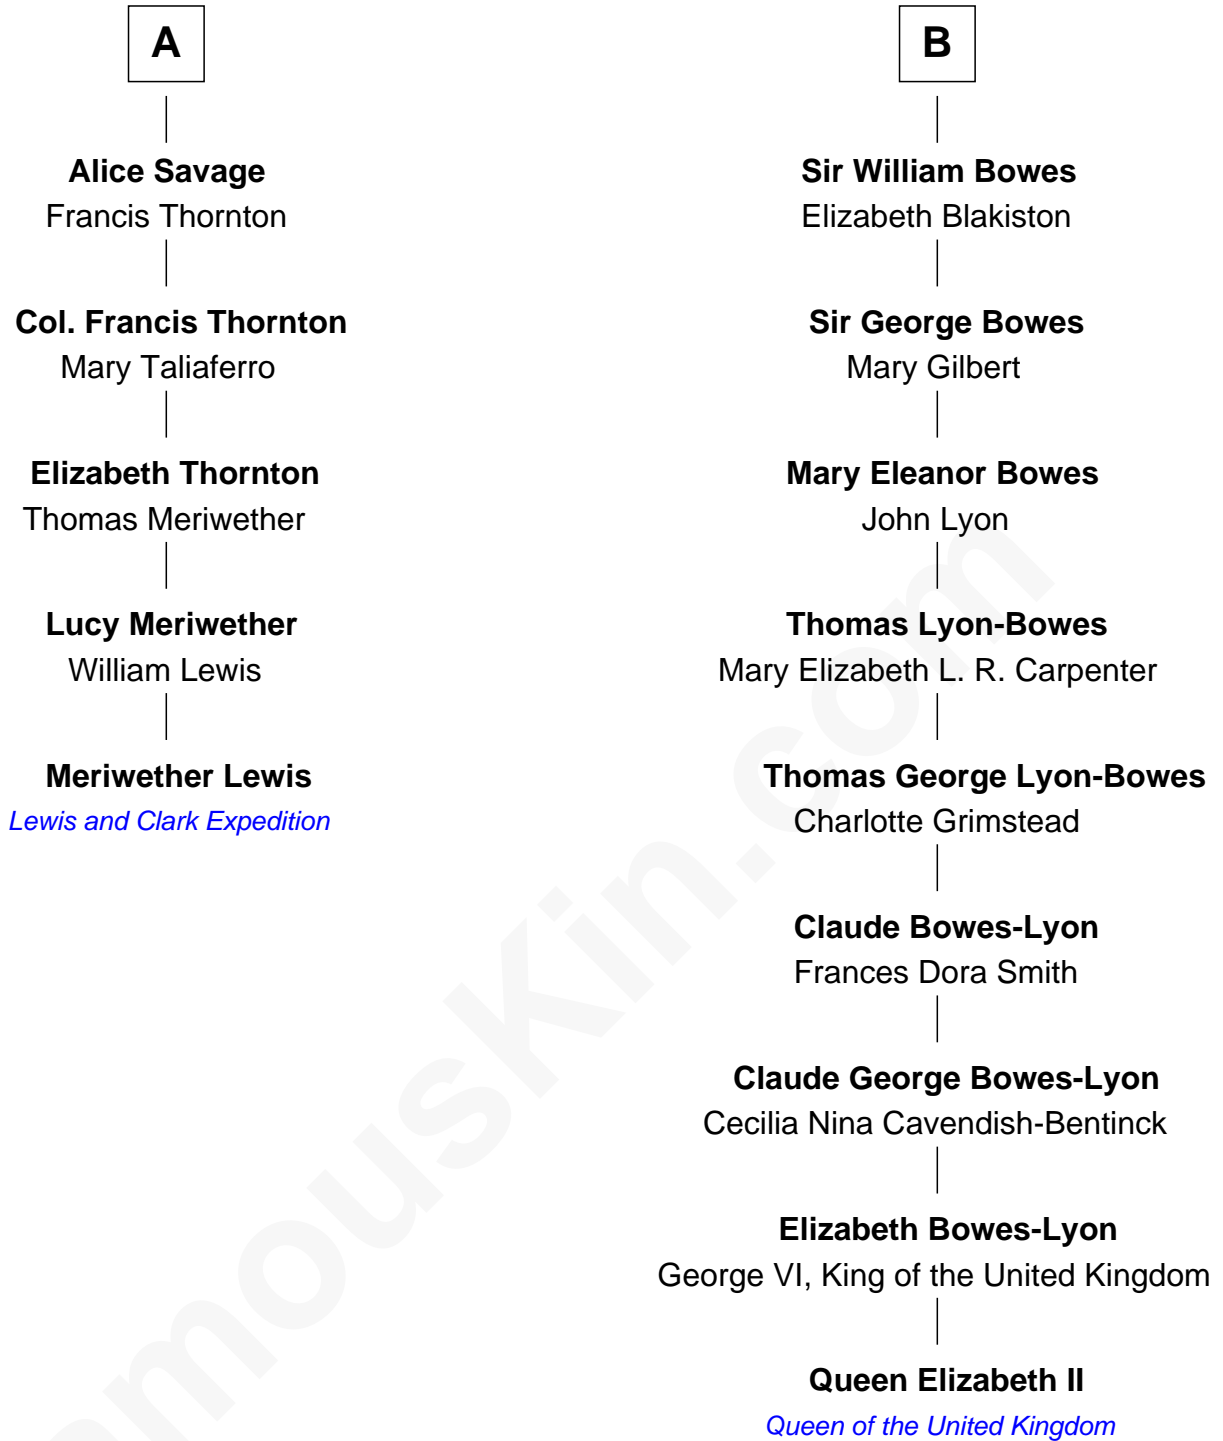 A
Alice Savage
Francis Thornton
Col. Francis Thornton
Mary Taliaferro
Elizabeth Thornton
Thomas Meriwether
Lucy Meriwether
William Lewis
Meriwether Lewis
Lewis and Clark Expedition
B
Sir William Bowes
Elizabeth Blakiston
Sir George Bowes
Mary Gilbert
Mary Eleanor Bowes
John Lyon
Thomas Lyon-Bowes
Mary Elizabeth L. R. Carpenter
Thomas George Lyon-Bowes
Charlotte Grimstead
Claude Bowes-Lyon
Frances Dora Smith
Claude George Bowes-Lyon
Cecilia Nina Cavendish-Bentinck
Elizabeth Bowes-Lyon
George VI, King of the United Kingdom
Queen Elizabeth II
Queen of the United Kingdom
amouskin.com